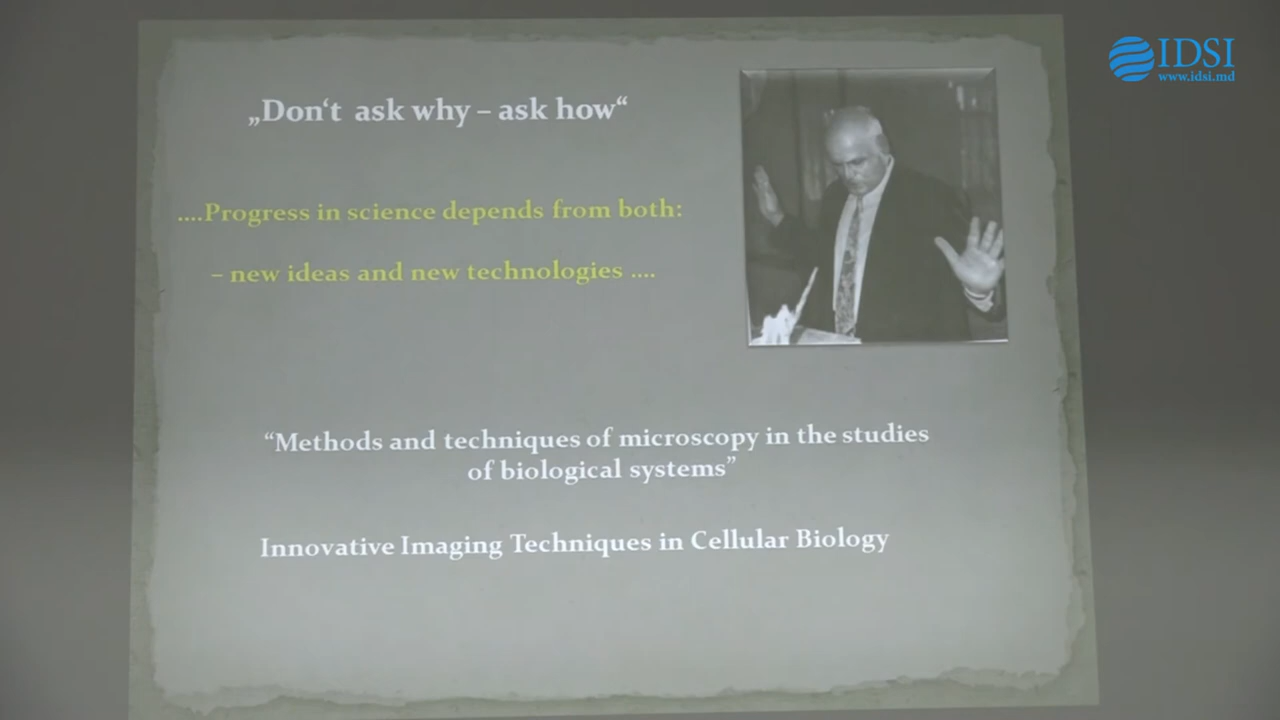 IDSI
www.idsi.md
„Don't ask why – ask how“
....Progress in science depends from both:
– new ideas and new technologies ....
“Methods and techniques of microscopy in the studies
of biological systems”
Innovative Imaging Techniques in Cellular Biology